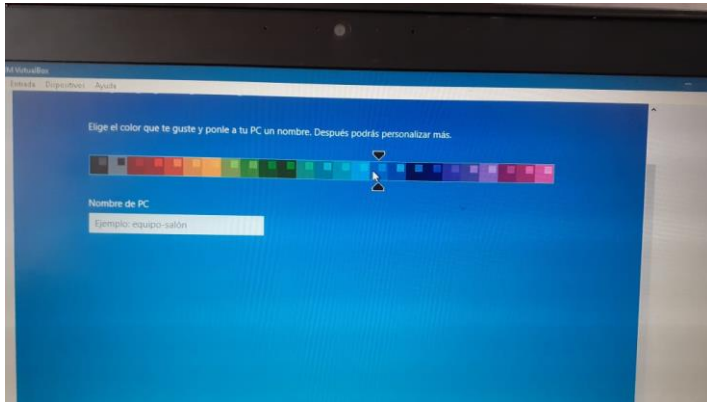 M VirtualBox
Entrada Dispositivos Ayuda
Elige el color que te guste y ponle a tu PC un nombre. Después podrás personalizar más.
Nombre de PC
Ejemplo: equipo-salón